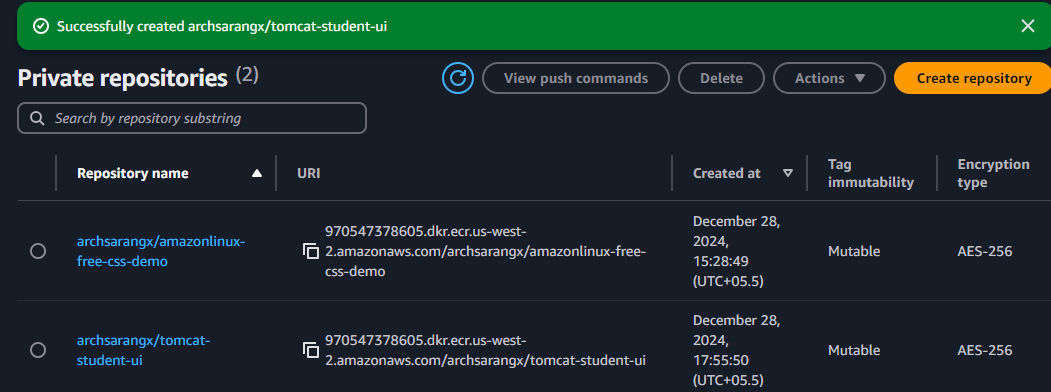 Successfully created archsarangx/tomcat-student-ui
Private repositories (2)
View push commands
Delete
Actions
Create repository
Search by repository substring
Repository name
URI
Created at
Tag
immutability
Encryption
type
archsarangx/amazonlinux-
free-css-demo
970547378605.dkr.ecr.us-west-
2.amazonaws.com/archsarangx/amazonlinux-free-
css-demo
December 28,
2024,
15:28:49
(UTC+05.5)
Mutable
AES-256
archsarangx/tomcat-
student-ui
970547378605.dkr.ecr.us-west-
2.amazonaws.com/archsarangx/tomcat-student-ui
December 28,
2024,
17:55:50
(UTC+05.5)
Mutable
AES-256